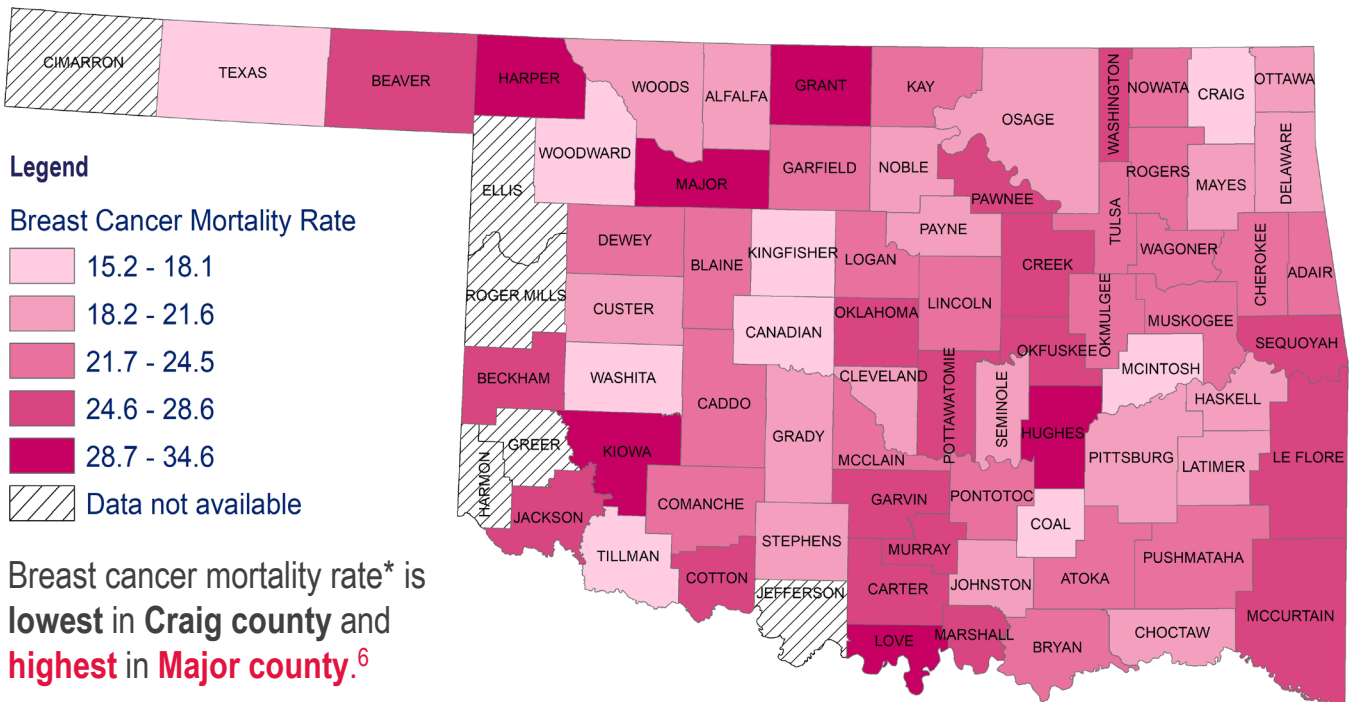 CIMARRON
TEXAS
BEAVER
HARPER
WOODS
ALFALFA
GRANT
KAY
OSAGE
WASHINGTON
NOWATA
CRAIG
OTTAWA
ELLIS
WOODWARD
MAJOR
GARFIELD
NOBLE
PAWNEE
ROGERS
MAYES
DELAWARE
TULSA
DEWEY
BLAINE
KINGFISHER
LOGAN
PAYNE
CREEK
WAGONER
CHEROKEE
ADAIR
ROGER MILLS
CUSTER
CANADIAN
OKLAHOMA
LINCOLN
OKMULGEE
MUSKOGEE
SEQUOYAH
BECKHAM
WASHITA
CADDO
CLEVELAND
POTTAWATOMIE
SEMINOLE
OKFUSKEE
MCINTOSH
HASKELL
HARMON
GREER
KIOWA
GRADY
MCCLAIN
HUGHES
PITTSBURG
LATIMER
LE FLORE
JACKSON
COMANCHE
GARVIN
PONTOTOC
COAL
TILLMAN
COTTON
STEPHENS
MURRAY
JOHNSTON
ATOKA
PUSHMATAHA
JEFFERSON
CARTER
LOVE
MARSHALL
BRYAN
CHOCTAW
MCCURTAIN
Legend
Breast Cancer Mortality Rate
15.2 - 18.1
18.2 - 21.6
21.7 - 24.5
24.6 - 28.6
28.7 - 34.6
Data not available
Breast cancer mortality rate* is
lowest in Craig county and
highest in Major county.6